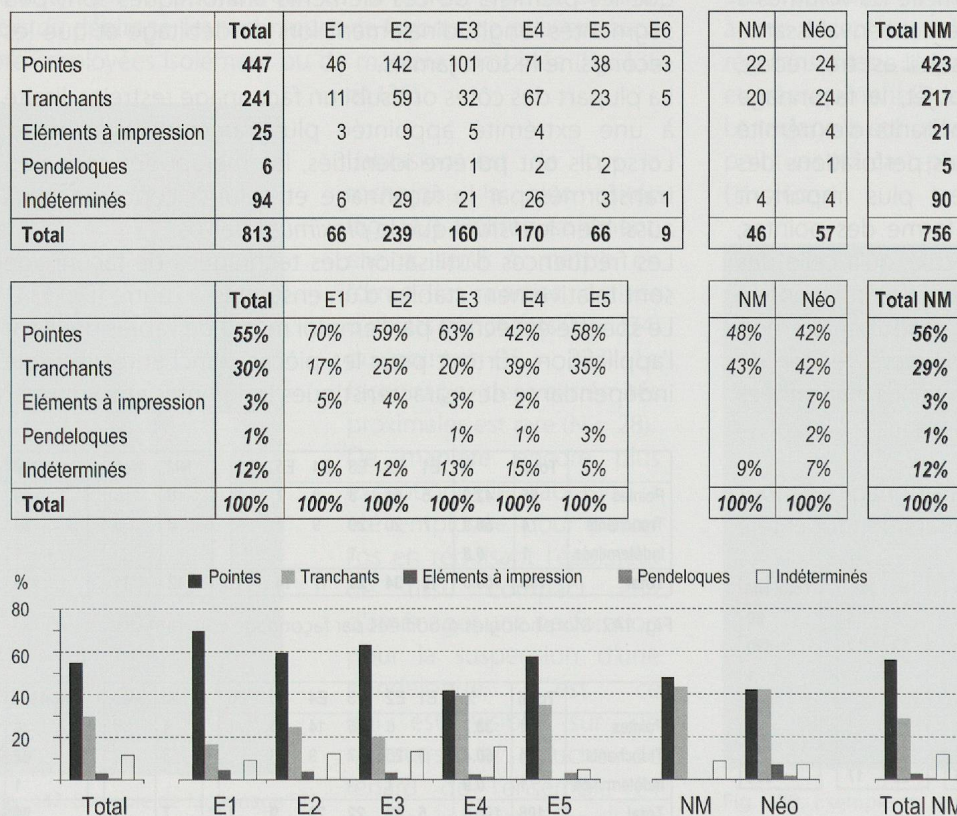 Total E1 E2 E3 E4 E5 E6 NM Néo Total NM
Pointes 447 46 142 101 71 38 3 22 24 423
Tranchants 241 11 59 32 67 23 5 20 24 217
Eléments à impression 25 3 9 5 4 4 21
Pendeloques 6 1 2 2 1 5
Indéterminés 94 6 29 21 26 3 1 4 4 90
Total 813 66 239 160 170 66 9 46 57 756
Total E1 E2 E3 E4 E5 NM Néo Total NM
Pointes 55% 70% 59% 63% 42% 58% 48% 42% 56%
Tranchants 30% 17% 25% 20% 39% 35% 43% 42% 29%
Eléments à impression 3% 5% 4% 3% 2% 7% 3%
Pendeloques 1% 1% 1% 3% 2% 1%
Indéterminés 12% 9% 12% 13% 15% 5% 9% 7% 12%
Total 100% 100% 100% 100% 100% 100% 100% 100% 100%
% Pointes Tranchants Eléments à impression Pendeloques Indéterminés
80
60
40
20
Total E1 E2 E3 E4 E5 NM Néo Total NM